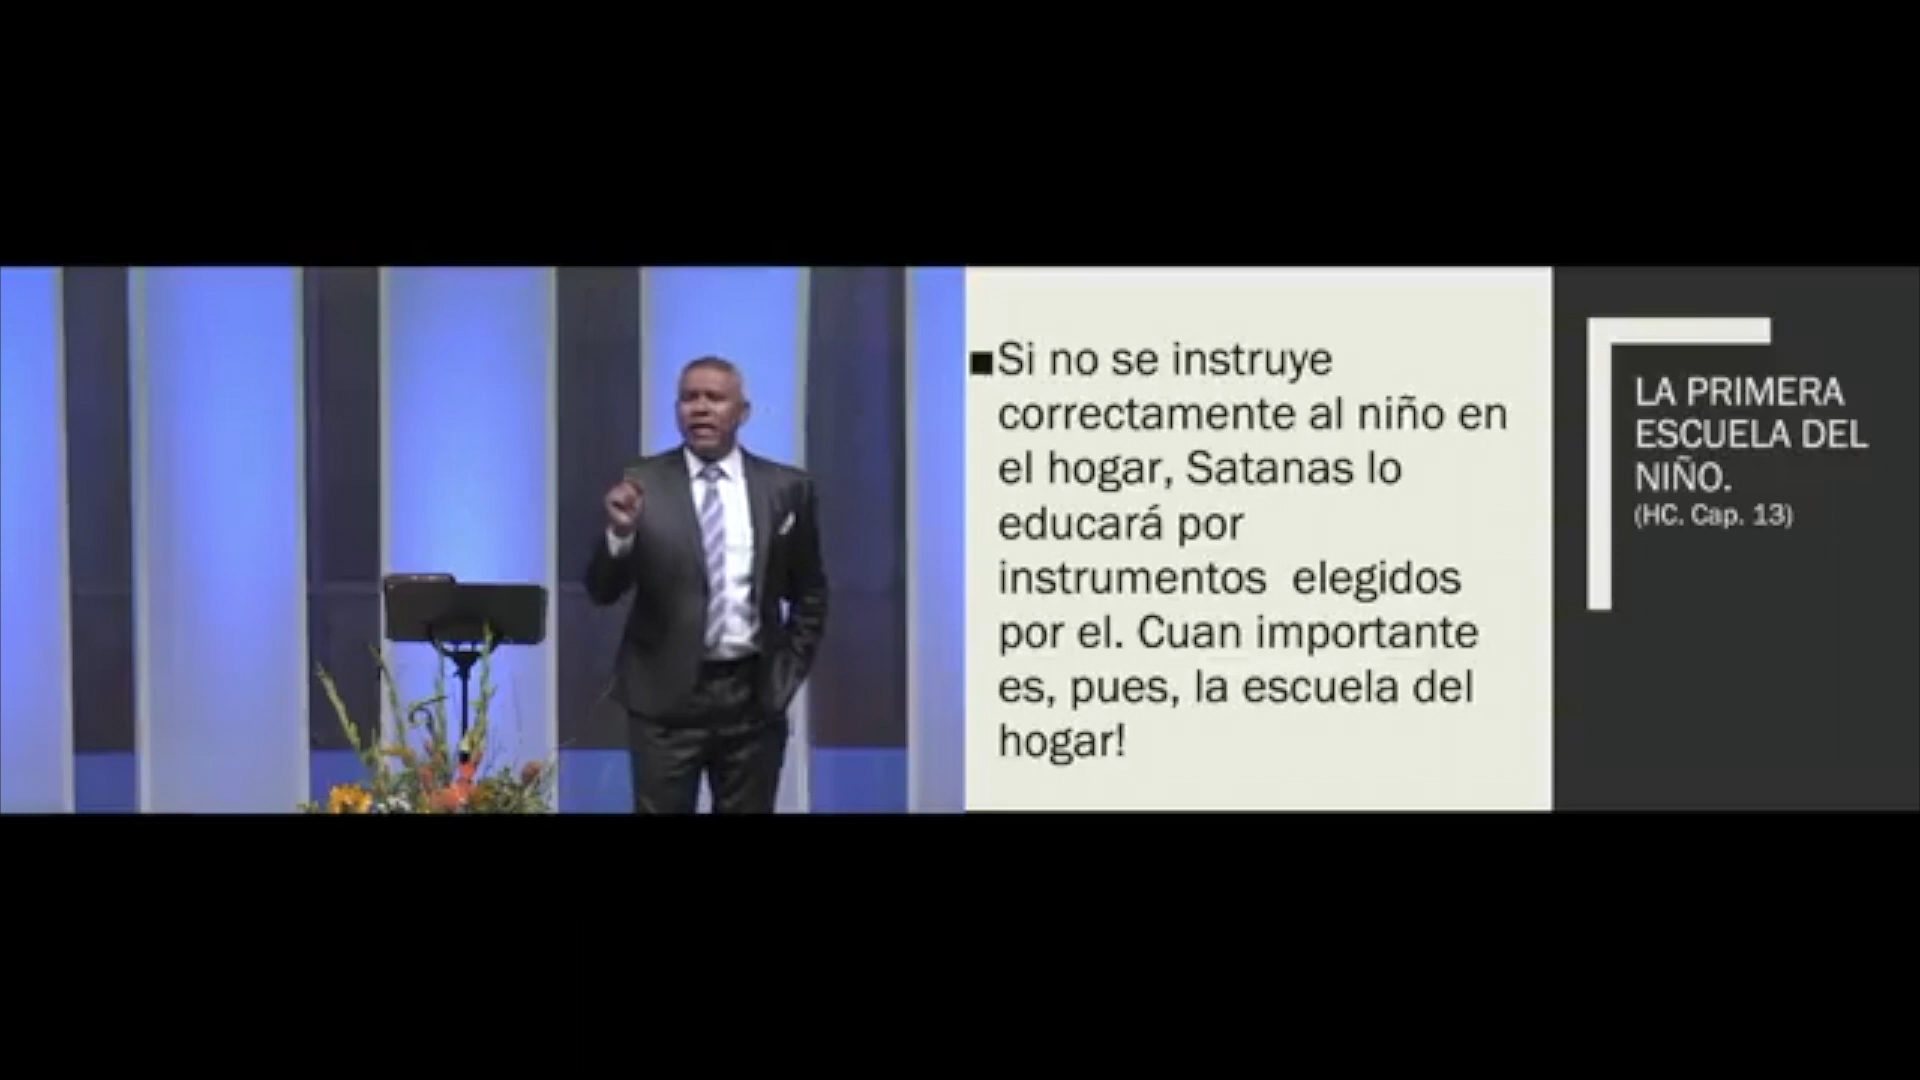 ■Si no se instruye
correctamente al niño en
el hogar, Satanas lo
educará por
instrumentos  elegidos
por el. Cuan importante
es, pues, la escuela del
hogar!
LA PRIMERA
ESCUELA DEL
NIÑO.
(HC. Cap. 13)